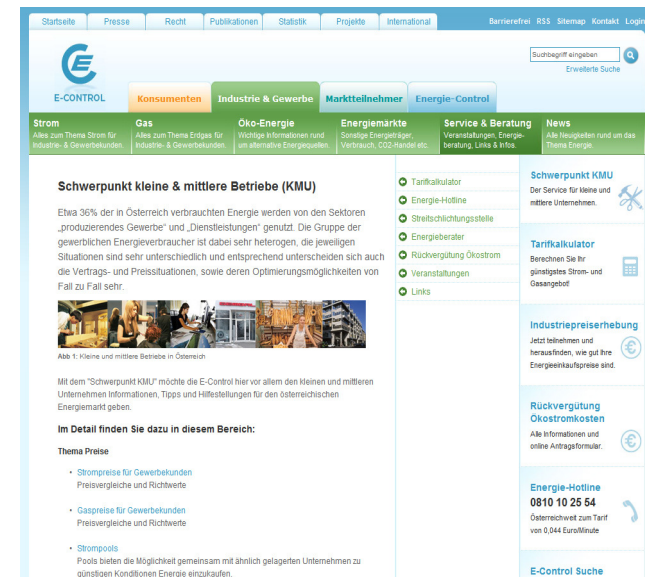 Startseite Presse Recht Publikationen Statistik Projekte International Barrierefrei RSS Sitemap Kontakt Login
Suchbegriff eingeben
Erweiterte Suche
E-CONTROL
Konsumenten Industrie & Gewerbe Marktteilnehmer Energie-Control
Strom
Alles zum Thema Strom für
Industrie- & Gewerbekunden.
Gas
Alles zum Thema Erdgas für
Industrie- & Gewerbekunden.
Öko-Energie
Wichtige Informationen rund
um alternative Energiequellen.
Energiemärkte
Sonstige Energieträger,
Verbrauch, CO2-Handel etc.
Service & Beratung
Veranstaltungen, Energie-
beratung, Links & Infos.
News
Alle Neuigkeiten rund um das
Thema Energie.
Schwerpunkt kleine & mittlere Betriebe (KMU)
Etwa 36% der in Österreich verbrauchten Energie werden von den Sektoren
„produzierendes Gewerbe" und „Dienstleistungen" genutzt. Die Gruppe der
gewerblichen Energieverbraucher ist dabei sehr heterogen, die jeweiligen
Situationen sind sehr unterschiedlich und entsprechend unterscheiden sich auch
die Vertrags- und Preissituationen, sowie deren Optimierungsmöglichkeiten von
Fall zu Fall sehr.
Abb 1: Kleine und mittlere Betriebe in Österreich
Mit dem "Schwerpunkt KMU" möchte die E-Control hier vor allem den kleinen und mittleren
Unternehmen Informationen, Tipps und Hilfestellungen für den österreichischen
Energiemarkt geben.
Im Detail finden Sie dazu in diesem Bereich:
Thema Preise
• Strompreise für Gewerbekunden
Preisvergleiche und Richtwerte
• Gaspreise für Gewerbekunden
Preisvergleiche und Richtwerte
• Strompools
Pools bieten die Möglichkeit gemeinsam mit ähnlich gelagerten Unternehmen zu
günstigen Konditionen Energie einzukaufen.
Tarifkalkulator
Energie-Hotline
Streitschlichtungsstelle
Energieberater
Rückvergütung Ökostrom
Veranstaltungen
Links
Schwerpunkt KMU
Der Service für kleine und
mittlere Unternehmen.
Tarifkalkulator
Berechnen Sie Ihr
günstigstes Strom- und
Gasangebot!
Industriepreiserhebung
Jetzt teilnehmen und
herausfinden, wie gut Ihre
Energieeinkaufspreise sind.
Rückvergütung
Ökostromkosten
Alle Informationen und
online Antragsformular.
Energie-Hotline
0810 10 25 54
Österreichweit zum Tarif
von 0,044 Euro/Minute
E-Control Suche